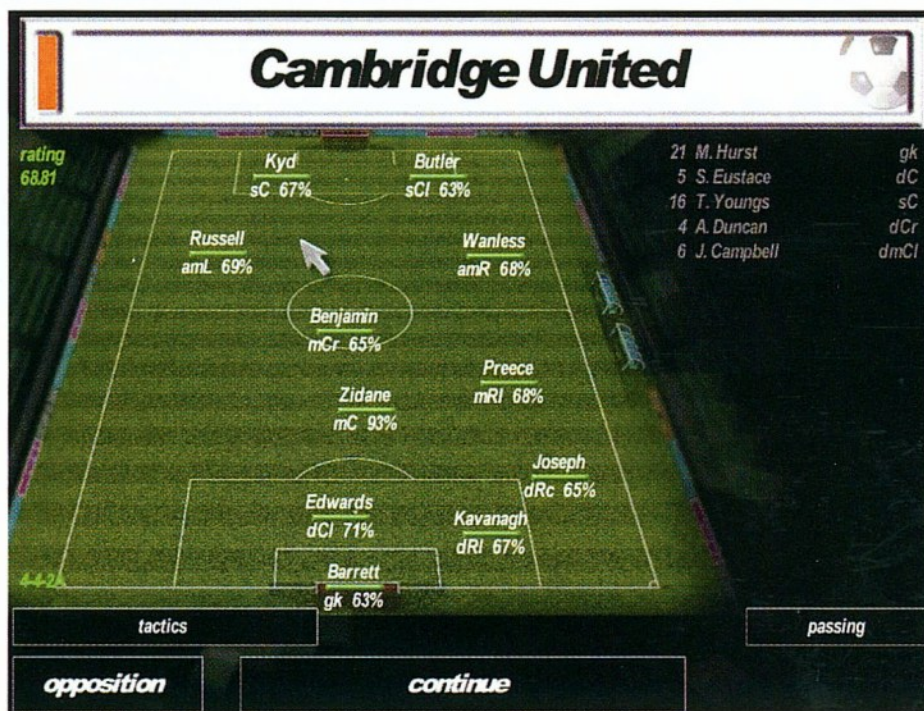 Cambridge United
rating
68.81
Kyd
sC 67%
Butler
sCl 63%
Russell
amL 69%
Wanless
amR 68%
Benjamin
mCr 65%
Preece
mRl 68%
Zidane
mC 93%
Joseph
dRc 65%
Edwards
dCl 71%
Kavanagh
dRl 67%
Barrett
gk 63%
21 M. Hurst gk
5 S. Eustace dC
16 T. Youngs sC
4 A. Duncan dCr
6 J. Campbell dmCl
tactics
passing
opposition
continue